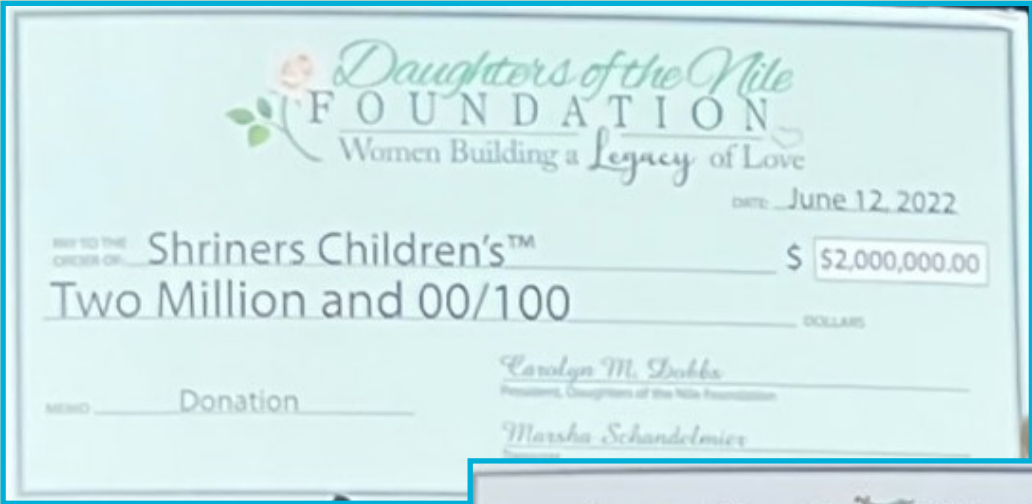 Daughters of the Nile
FOUNDATION
Women Building a Legacy of Love
DATE: June 12, 2022
PAY TO THE
ORDER OF: Shriners Children's™ $ $2,000,000.00
Two Million and 00/100 DOLLARS
Carolyn M. Dobbs
President, Daughters of the Nile Foundation
MEMO Donation
Marsha Schandelmier
Treasurer